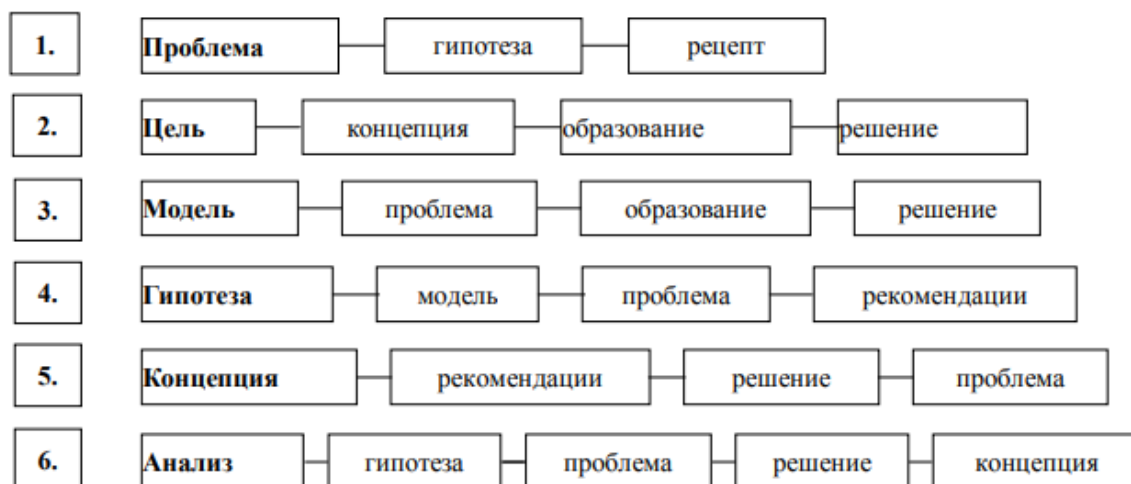 1. Проблема гипотеза рецепт
2. Цель концепция образование решение
3. Модель проблема образование решение
4. Гипотеза модель проблема рекомендации
5. Концепция рекомендации решение проблема
6. Анализ гипотеза проблема решение концепция